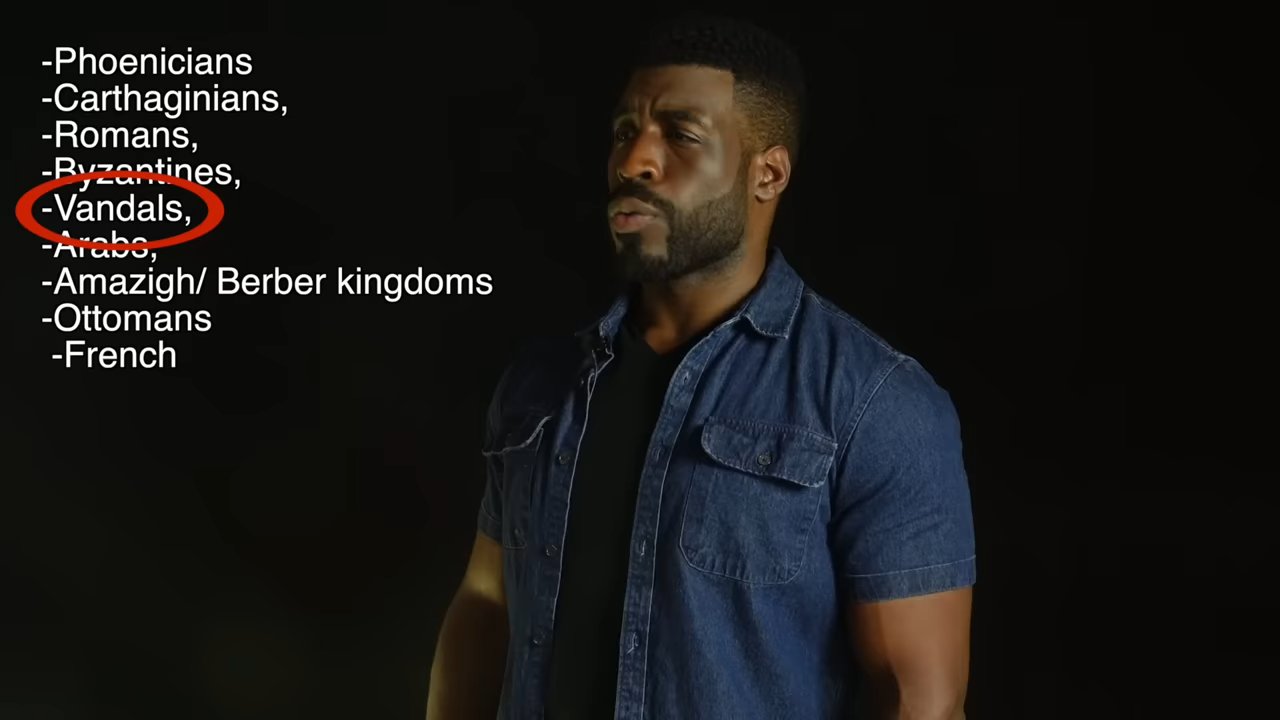 -Phoenicians
-Carthaginians,
-Romans,
-Byzantines,
-Vandals,
-Arabs,
-Amazigh/ Berber kingdoms
-Ottomans
-French